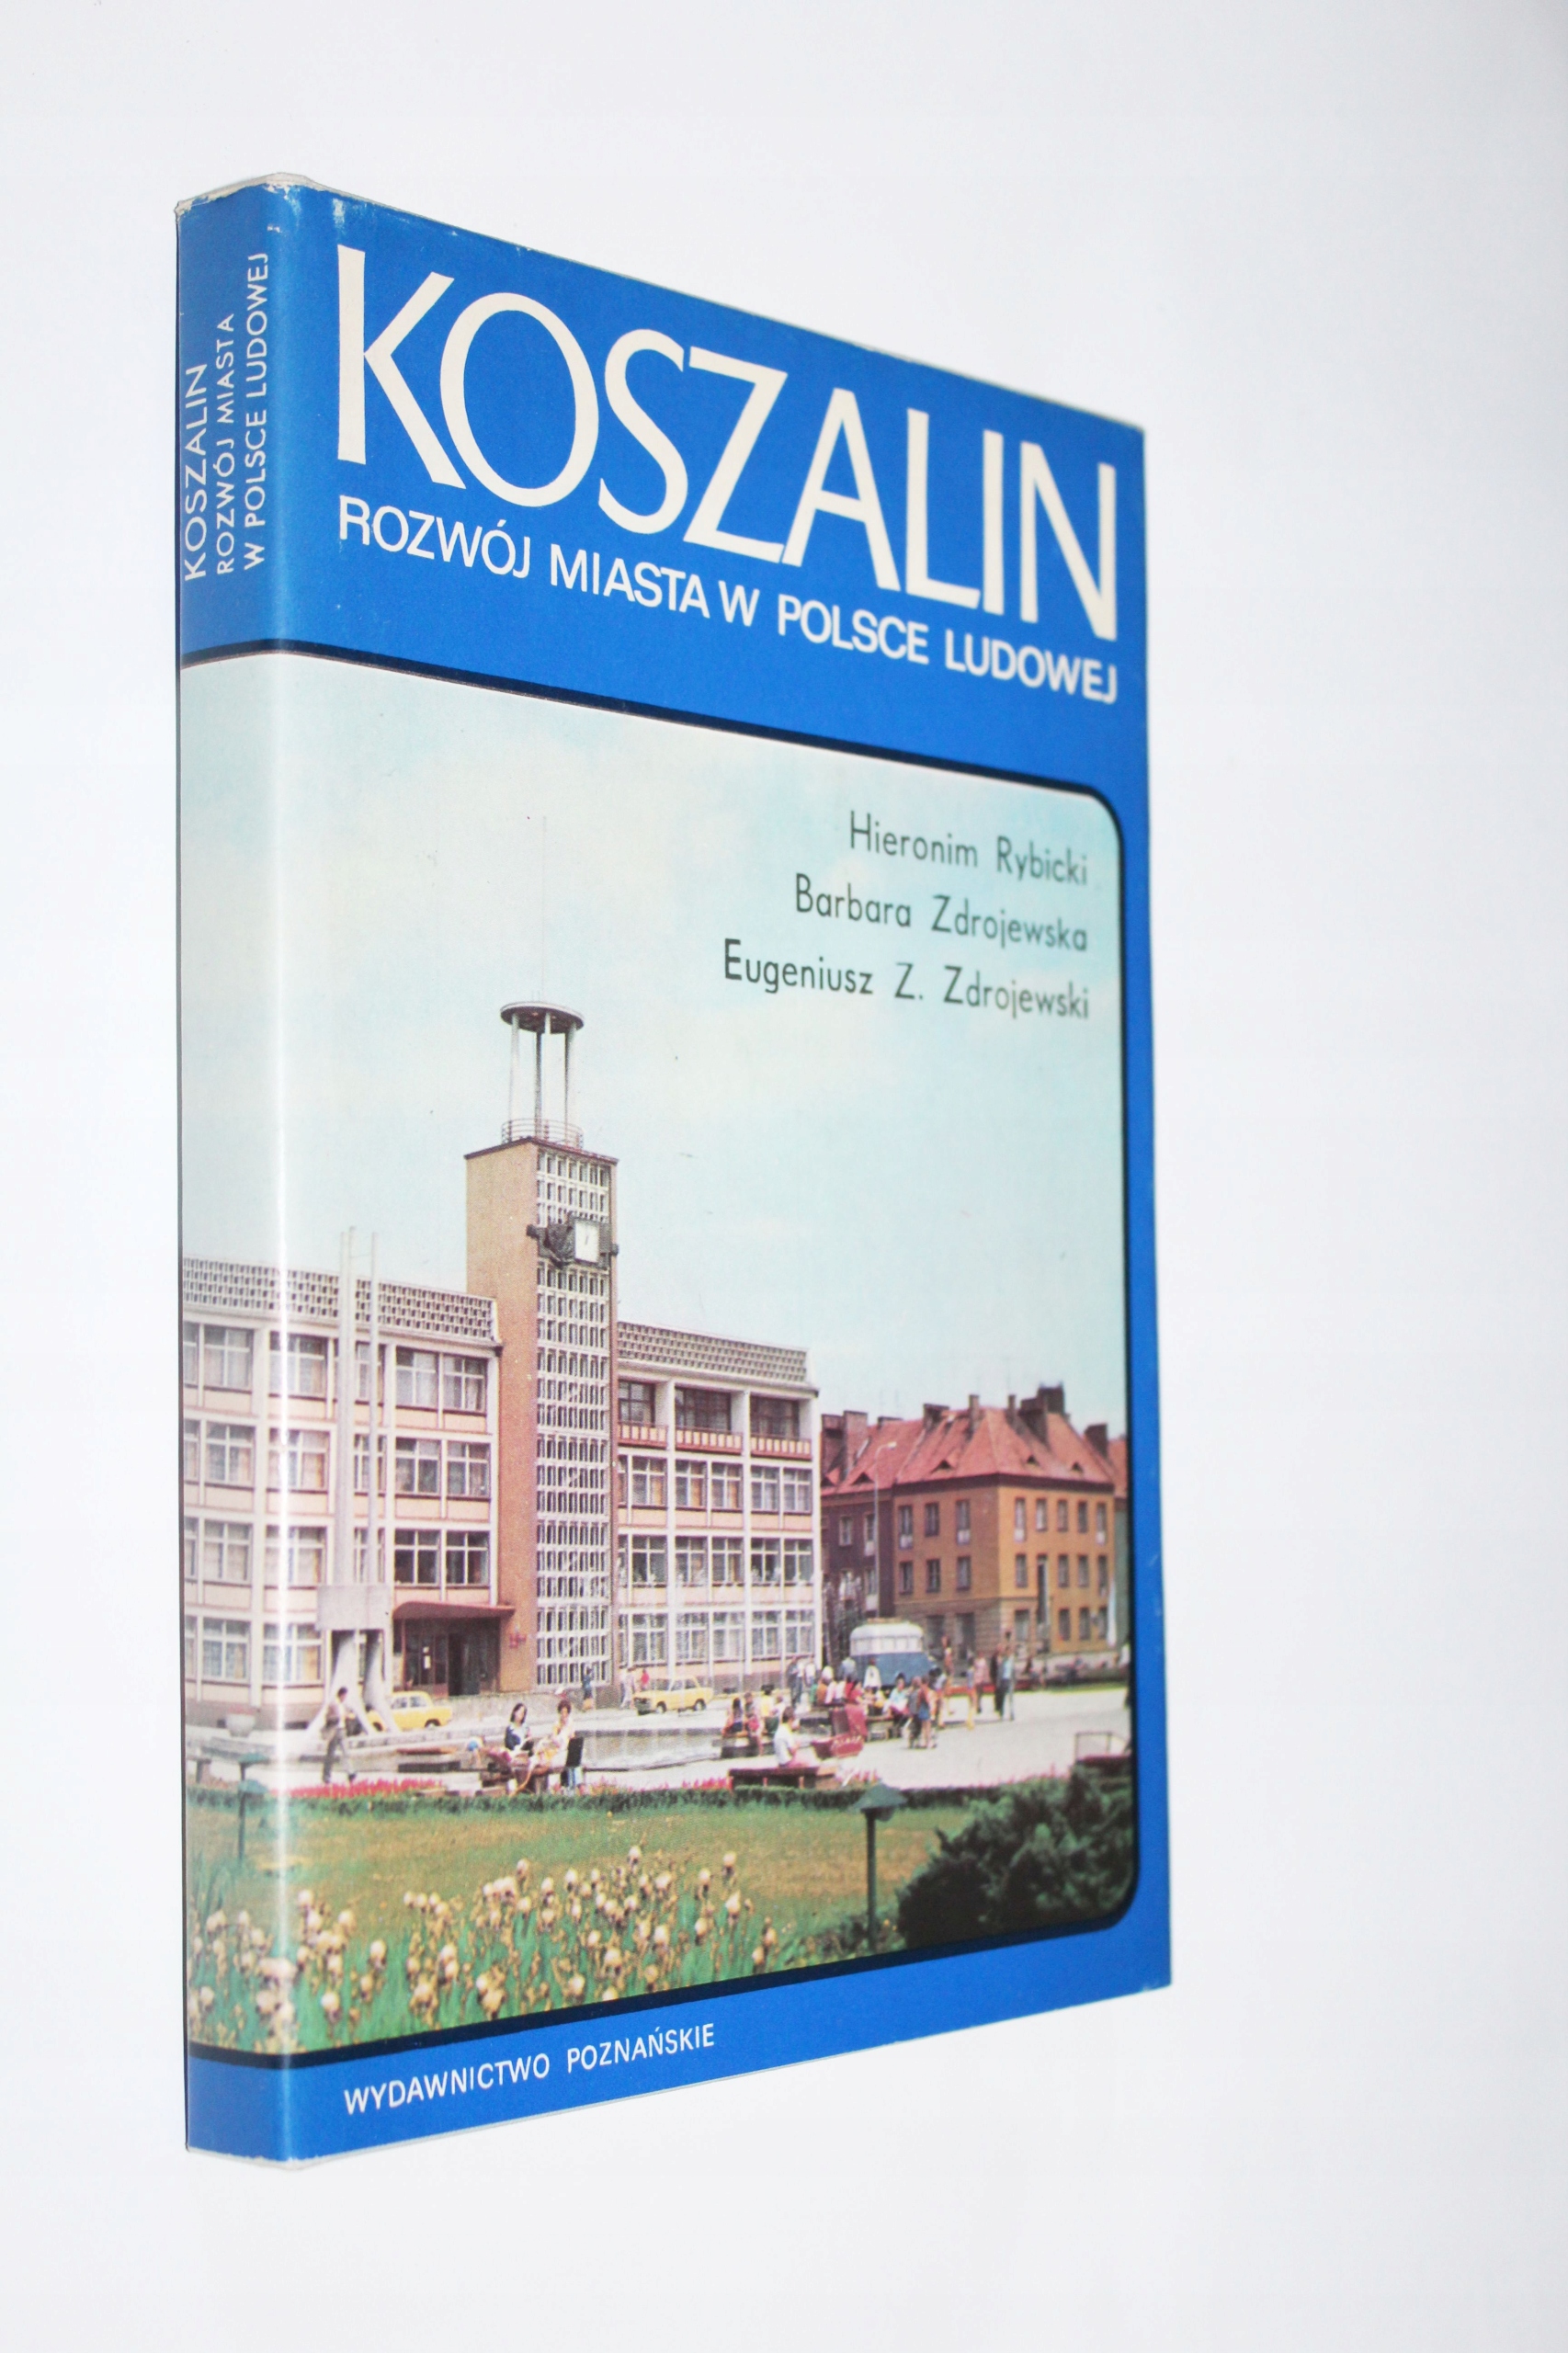 KOSZALIN
ROZWÓJ MIASTA
W POLSCE LUDOWEJ
KOSZALIN
ROZWÓJ MIASTA W POLSCE LUDOWEJ
Hieronim Rybicki
Barbara Zdrojewska
Eugeniusz Z. Zdrojewski
WYDAWNICTWO POZNAŃSKIE